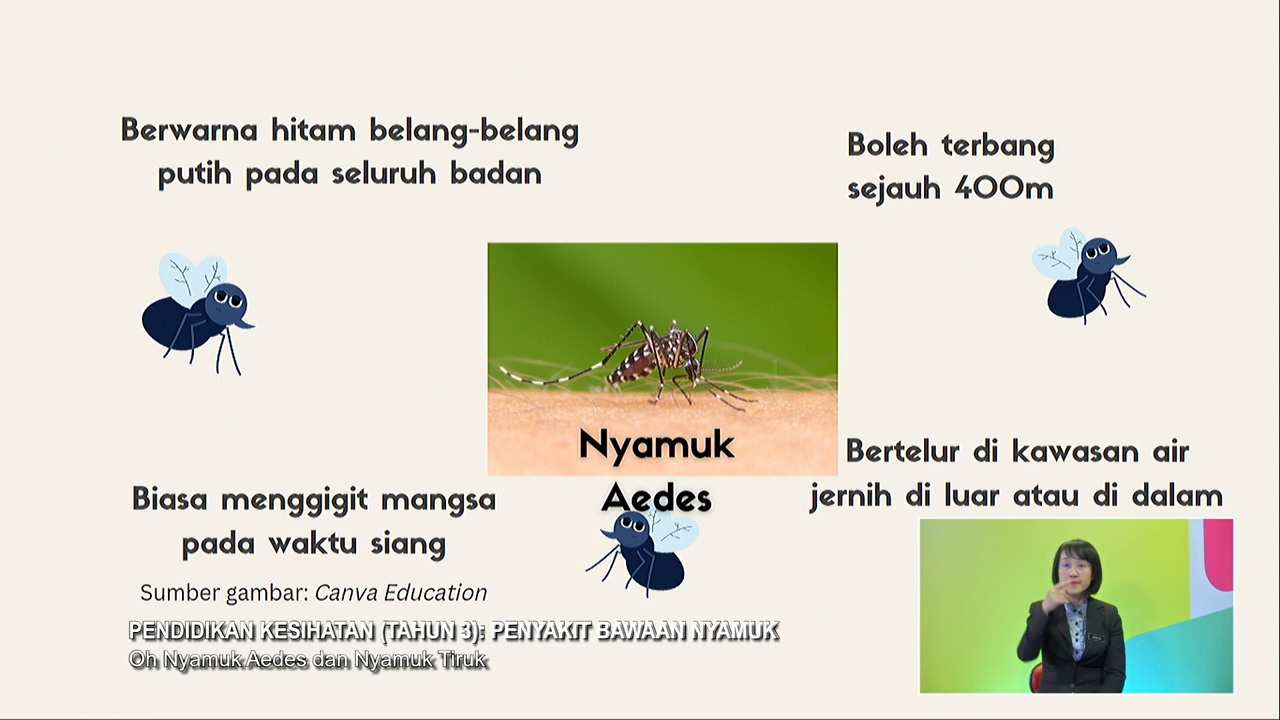 Berwarna hitam belang-belang
putih pada seluruh badan
Boleh terbang
sejauh 400m
Nyamuk
Aedes
Bertelur di kawasan air
jernih di luar atau di dalam
Biasa menggigit mangsa
pada waktu siang
Sumber gambar: Canva Education
PENDIDIKAN KESIHATAN (TAHUN 3): PENYAKIT BAWAAN NYAMUK
Oh Nyamuk Aedes dan Nyamuk Tiruk